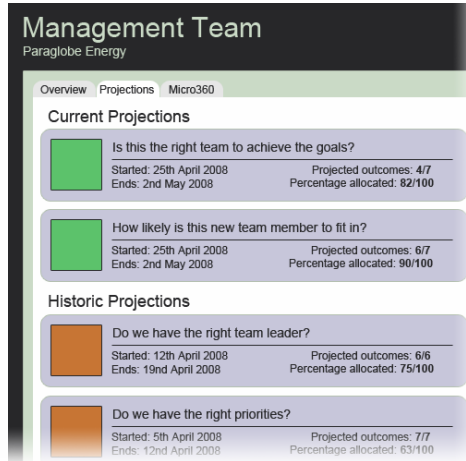 Management Team
Paraglobe Energy
Overview Projections Micro360
Current Projections
Is this the right team to achieve the goals?
Started: 25th April 2008 Projected outcomes: 4/7
Ends: 2nd May 2008 Percentage allocated: 82/100
How likely is this new team member to fit in?
Started: 25th April 2008 Projected outcomes: 6/7
Ends: 2nd May 2008 Percentage allocated: 90/100
Historic Projections
Do we have the right team leader?
Started: 12th April 2008 Projected outcomes: 6/6
Ends: 19nd April 2008 Percentage allocated: 75/100
Do we have the right priorities?
Started: 5th April 2008 Projected outcomes: 7/7
Ends: 12nd April 2008 Percentage allocated: 63/100